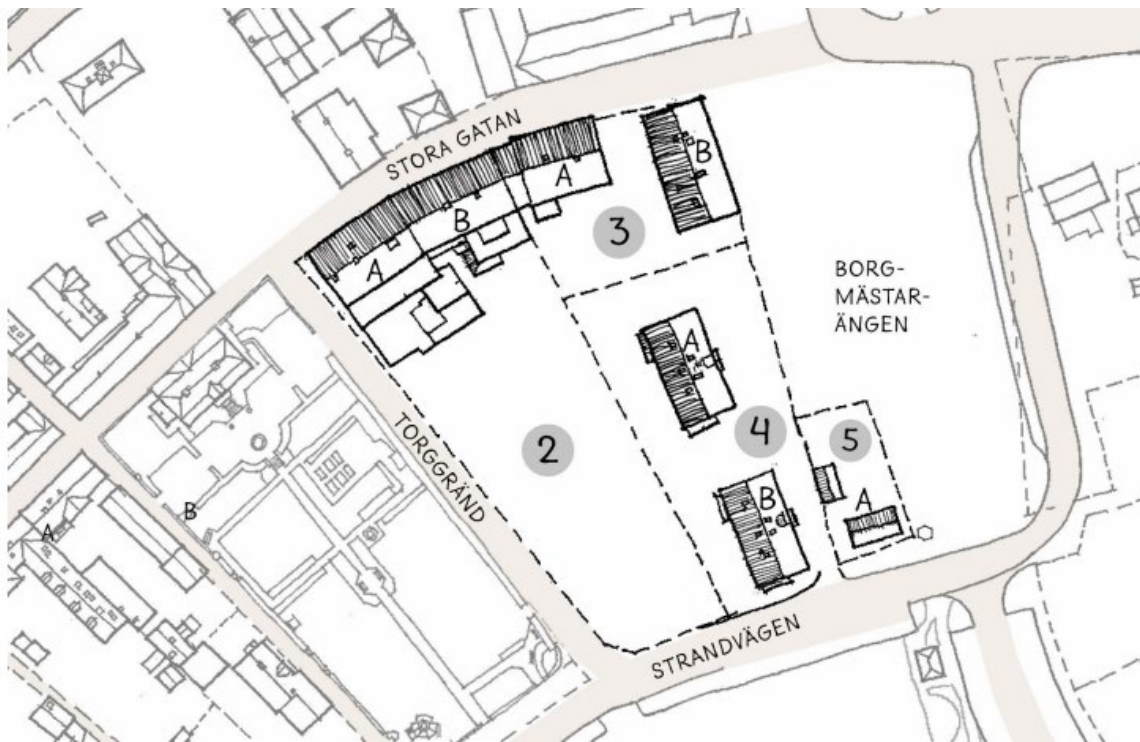 STORA GATAN
B
A
B
3
A
BORG-
MÄSTAR-
ÄNGEN
A
TORGGRÄND
2
4
5
B
A
B
A
STRANDVÄGEN